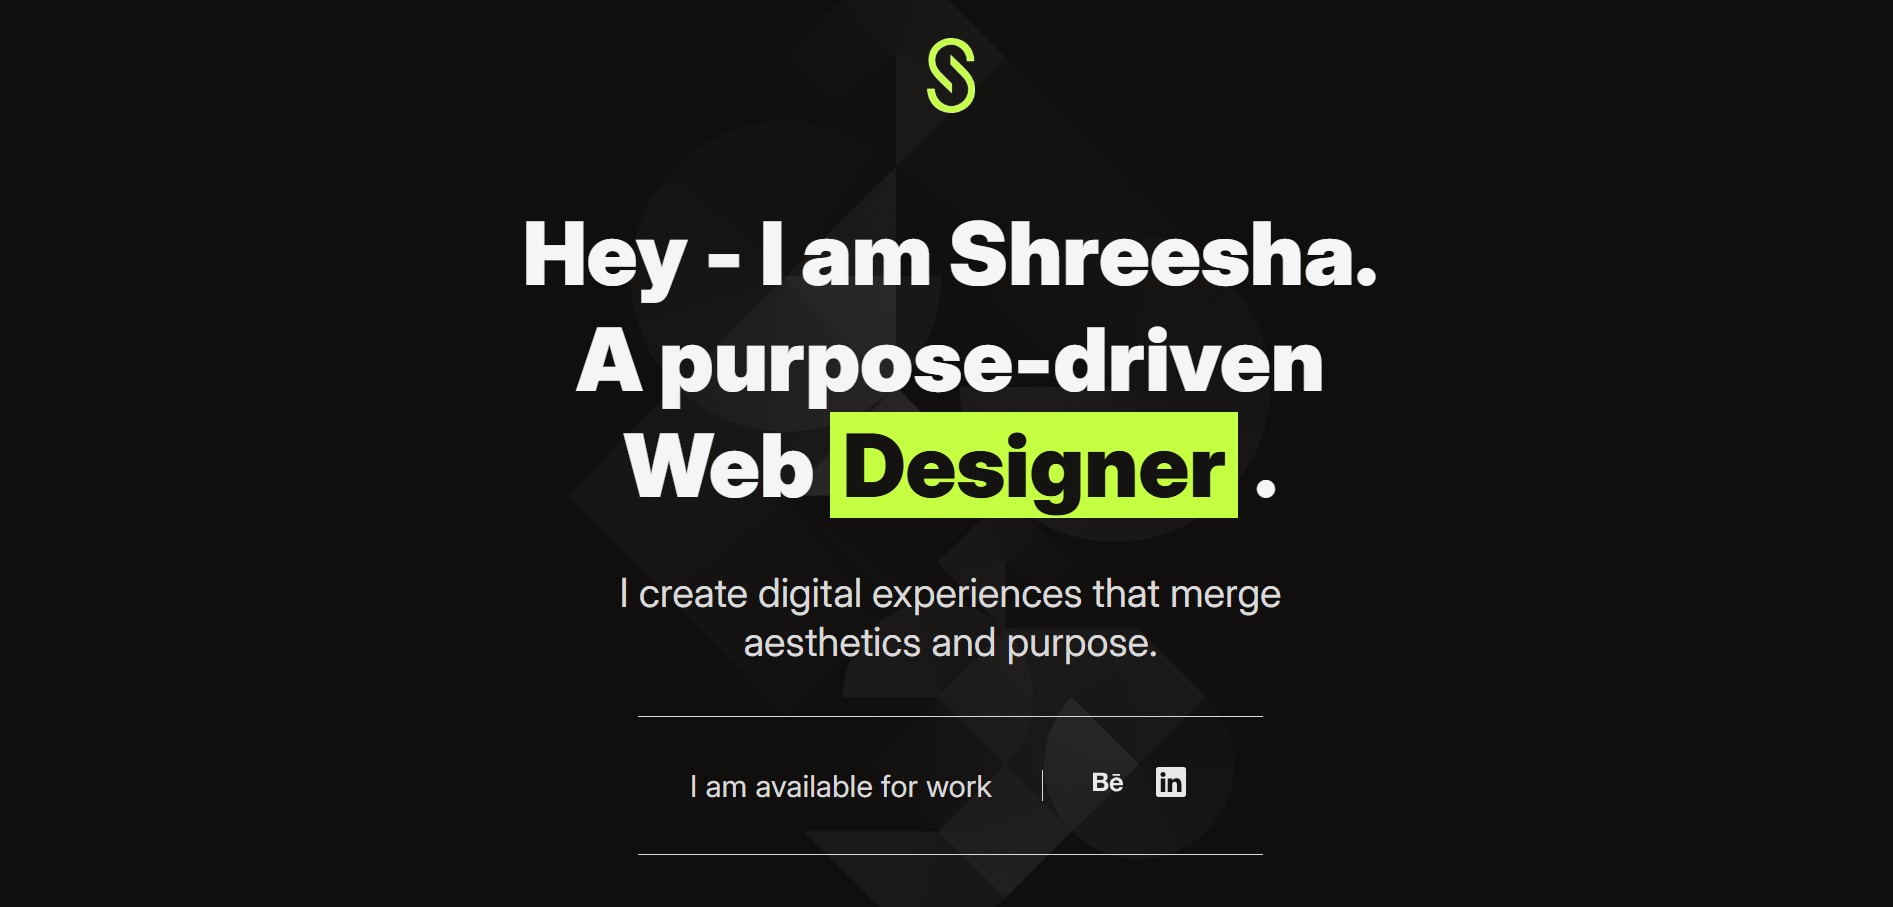 Hey - I am Shreesha.
A purpose-driven
Web Designer .
I create digital experiences that merge
aesthetics and purpose.
I am available for work
Bē
in